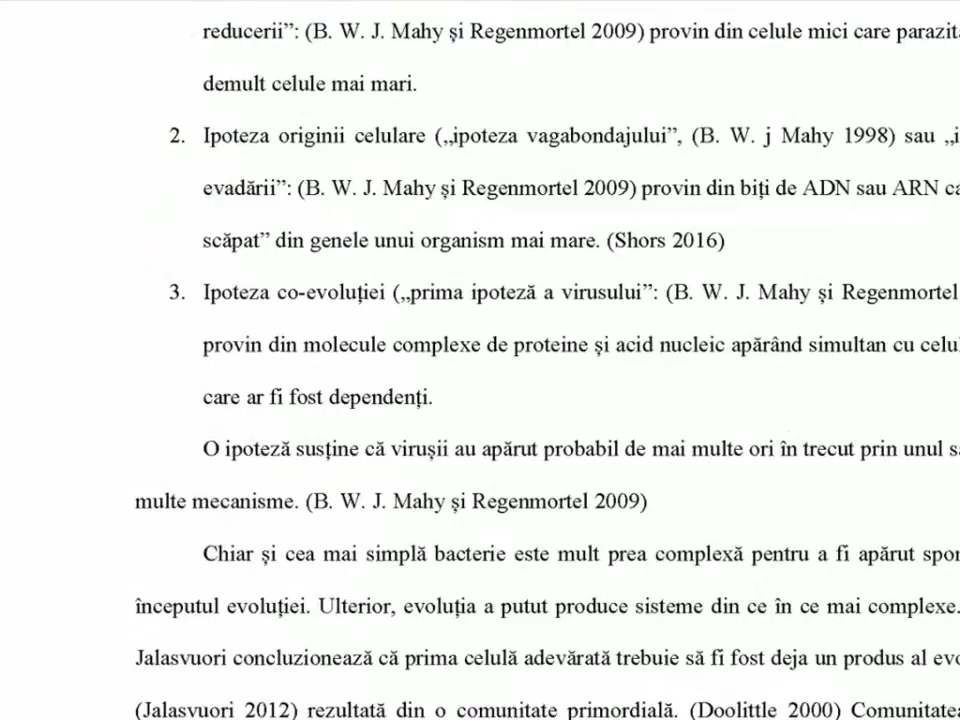 reducerii”: (B. W. J. Mahy și Regenmortel 2009) provin din celule mici care
demult celule mai mari.
2. Ipoteza originii celulare („ipoteza vagabondajului”, (B. W. j Mahy 1998) sau
evadării”: (B. W. J. Mahy și Regenmortel 2009) provin din biți de ADN sau ARN
scăpat” din genele unui organism mai mare. (Shors 2016)
3. Ipoteza co-evoluției („prima ipoteză a virusului”: (B. W. J. Mahy și Regenmortel
provin din molecule complexe de proteine și acid nucleic apărând simultan cu
care ar fi fost dependenți.
O ipoteză susține că virușii au apărut probabil de mai multe ori în trecut prin unul
multe mecanisme. (B. W. J. Mahy și Regenmortel 2009)
Chiar și cea mai simplă bacterie este mult prea complexă pentru a fi apărut
începutul evoluției. Ulterior, evoluția a putut produce sisteme din ce în ce mai complexe.
Jalasvuori concluzionează că prima celulă adevărată trebuie să fi fost deja un produs al
(Jalasvuori 2012) rezultată din o comunitate primordială. (Doolittle 2000) Comunitatea